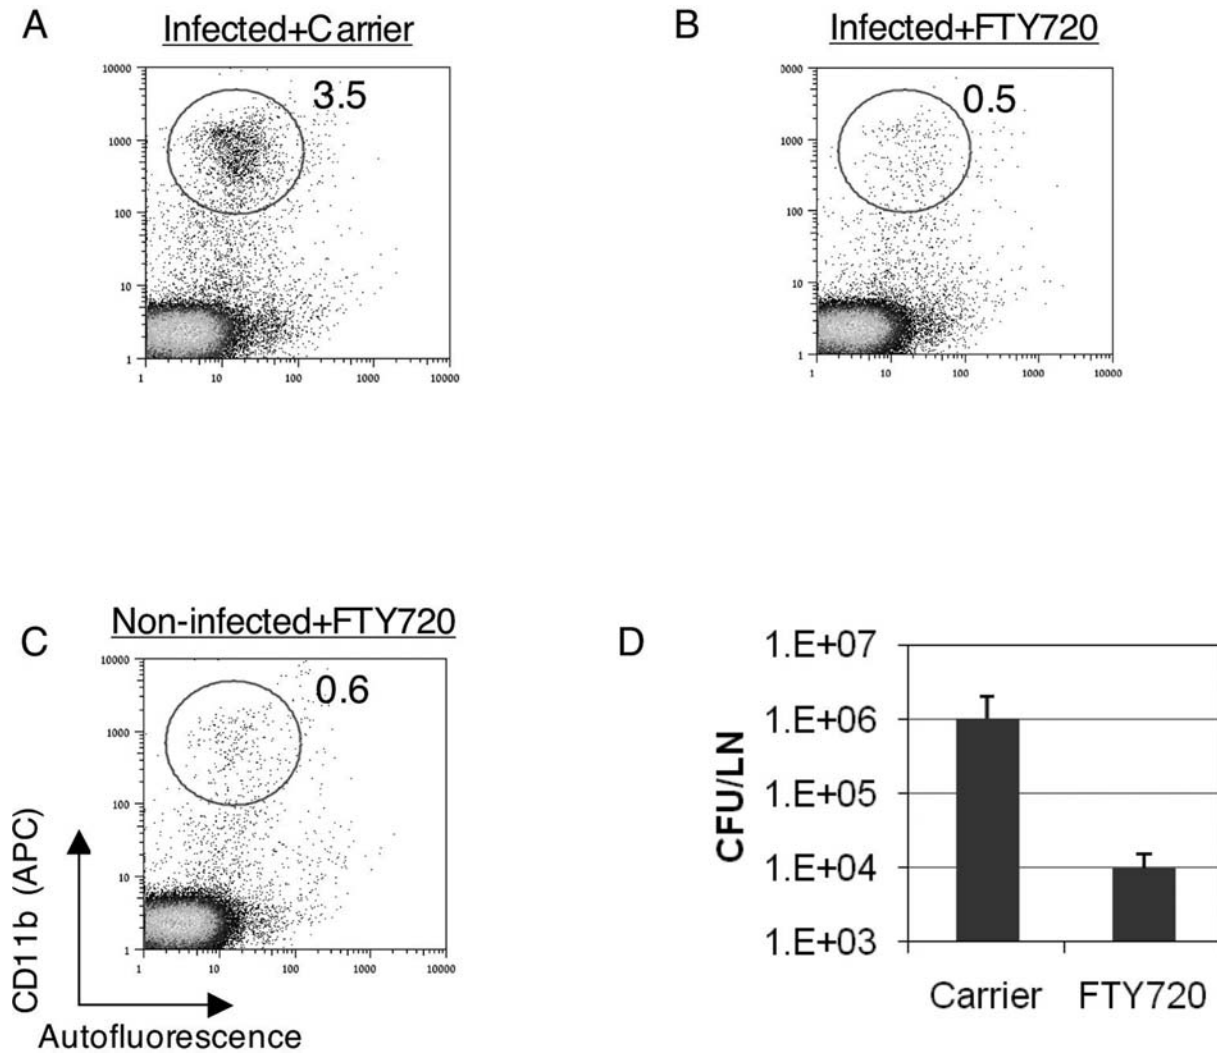 A
Infected+Carrier
10000
1000
100
10
1
3.5
1
10
100
1000
10000
B
Infected+FTY720
0000
1000
100
10
1
0.5
1
10
100
1000
10000
C
Non-infected+FTY720
10000
1000
100
10
1
0.6
1
10
100
1000
10000
CD11b (APC)
Autofluorescence
D
1.E+07
1.E+06
1.E+05
1.E+04
1.E+03
CFU/LN
Carrier FTY720